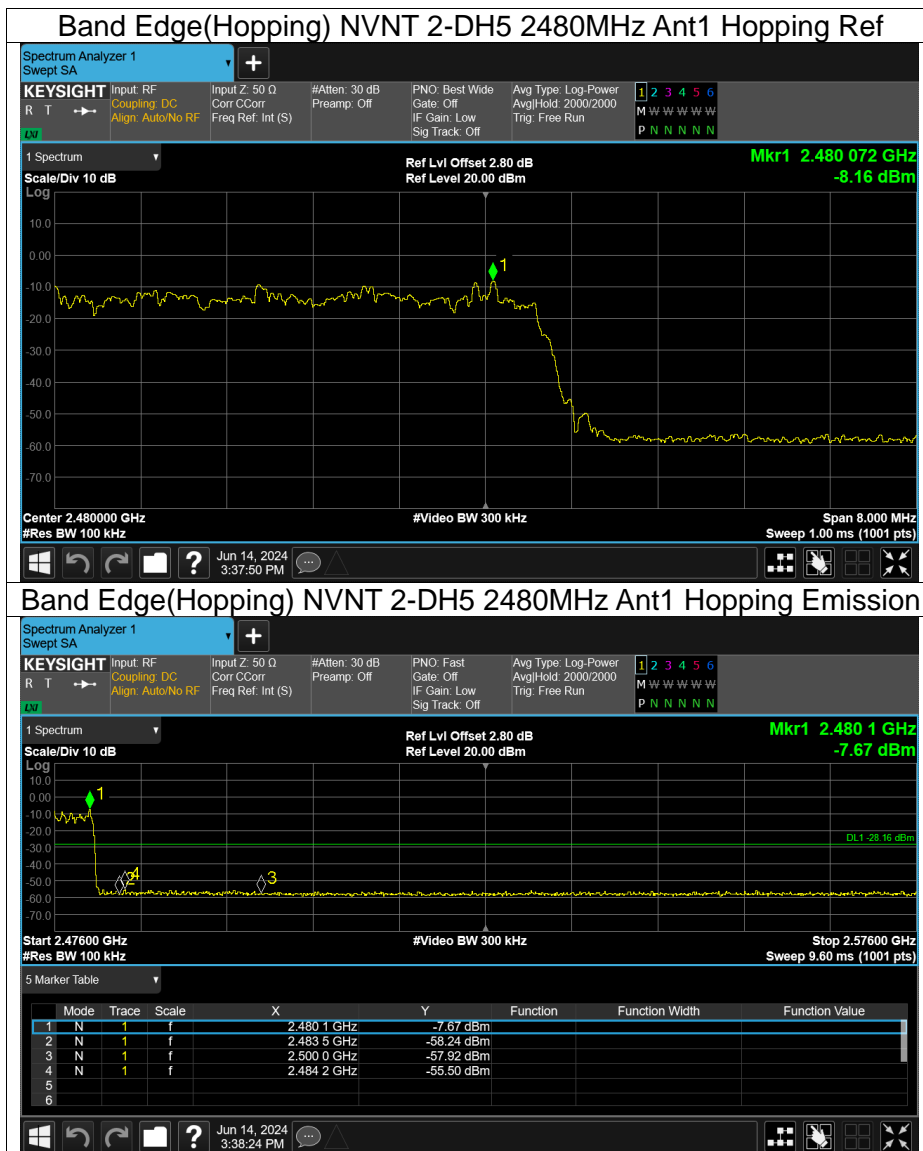 Band Edge(Hopping) NVNT 2-DH5 2480MHz Ant1 Hopping Ref
Spectrum Analyzer 1
Swept SA
+
KEYSIGHT Input: RF Input Z: 50 Ω #Atten: 30 dB PNO: Best Wide Avg Type: Log-Power 1 2 3 4 5 6
R T Coupling: DC Corr CCorr Preamp: Off Gate: Off Avg|Hold: 2000/2000 M W W W W W
Align: Auto/No RF Freq Ref: Int (S) IF Gain: Low Trig: Free Run
LXI Sig Track: Off P N N N N N
1 Spectrum Ref Lvl Offset 2.80 dB Mkr1 2.480 072 GHz
Scale/Div 10 dB Ref Level 20.00 dBm -8.16 dBm
Log
10.0
0.00
1
-10.0
-20.0
-30.0
-40.0
-50.0
-60.0
-70.0
Center 2.480000 GHz #Video BW 300 kHz Span 8.000 MHz
#Res BW 100 kHz Sweep 1.00 ms (1001 pts)
? Jun 14, 2024
3:37:50 PM
Band Edge(Hopping) NVNT 2-DH5 2480MHz Ant1 Hopping Emission
Spectrum Analyzer 1
Swept SA
+
KEYSIGHT Input: RF Input Z: 50 Ω #Atten: 30 dB PNO: Fast Avg Type: Log-Power 1 2 3 4 5 6
R T Coupling: DC Corr CCorr Preamp: Off Gate: Off Avg|Hold: 2000/2000 M W W W W W
Align: Auto/No RF Freq Ref: Int (S) IF Gain: Low Trig: Free Run
LXI Sig Track: Off P N N N N N
1 Spectrum Ref Lvl Offset 2.80 dB Mkr1 2.480 1 GHz
Scale/Div 10 dB Ref Level 20.00 dBm -7.67 dBm
Log
10.0
0.00 1
-10.0
-20.0
DL1 -28.16 dBm
-30.0
-40.0
-50.0 2 4 3
-60.0
-70.0
Start 2.47600 GHz #Video BW 300 kHz Stop 2.57600 GHz
#Res BW 100 kHz Sweep 9.60 ms (1001 pts)
5 Marker Table
Mode Trace Scale X Y Function Function Width Function Value
1 N 1 f 2.480 1 GHz -7.67 dBm
2 N 1 f 2.483 5 GHz -58.24 dBm
3 N 1 f 2.500 0 GHz -57.92 dBm
4 N 1 f 2.484 2 GHz -55.50 dBm
5
6
? Jun 14, 2024
3:38:24 PM